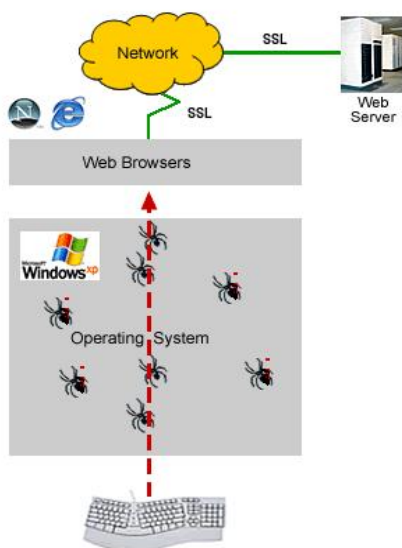 Network
SSL
Web
Server
SSL
N
Web Browsers
Microsoft
Windows xp
Operating System